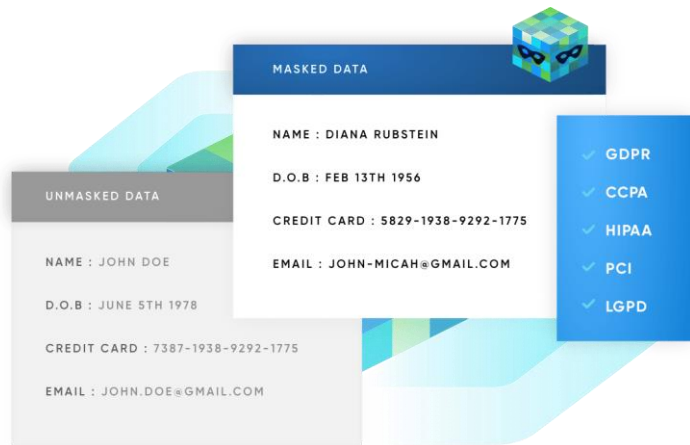 MASKED DATA
NAME : DIANA RUBSTEIN
D.O.B : FEB 13TH 1956
CREDIT CARD : 5829-1938-9292-1775
EMAIL : JOHN-MICAH@GMAIL.COM
GDPR
CCPA
HIPAA
PCI
LGPD
UNMASKED DATA
NAME : JOHN DOE
D.O.B : JUNE 5TH 1978
CREDIT CARD : 7387-1938-9292-1775
EMAIL : JOHN.DOE@GMAIL.COM